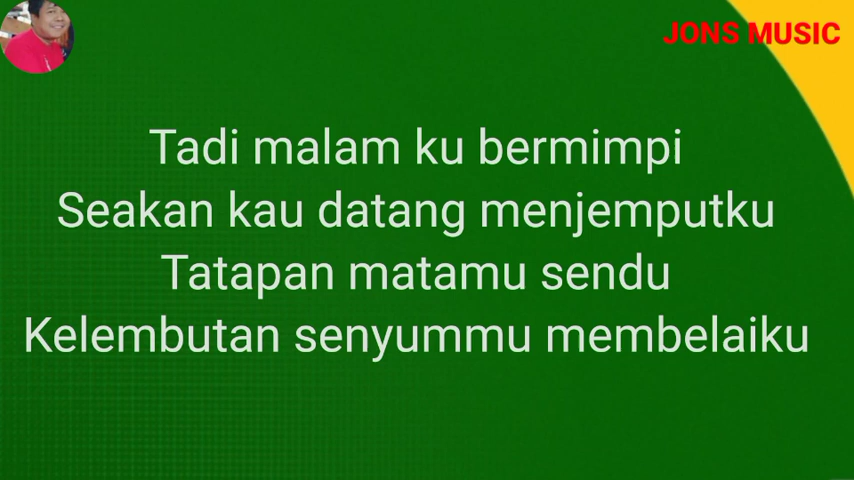 JONS MUSIC
Tadi malam ku bermimpi
Seakan kau datang menjemputku
Tatapan matamu sendu
Kelembutan senyummu membelaiku